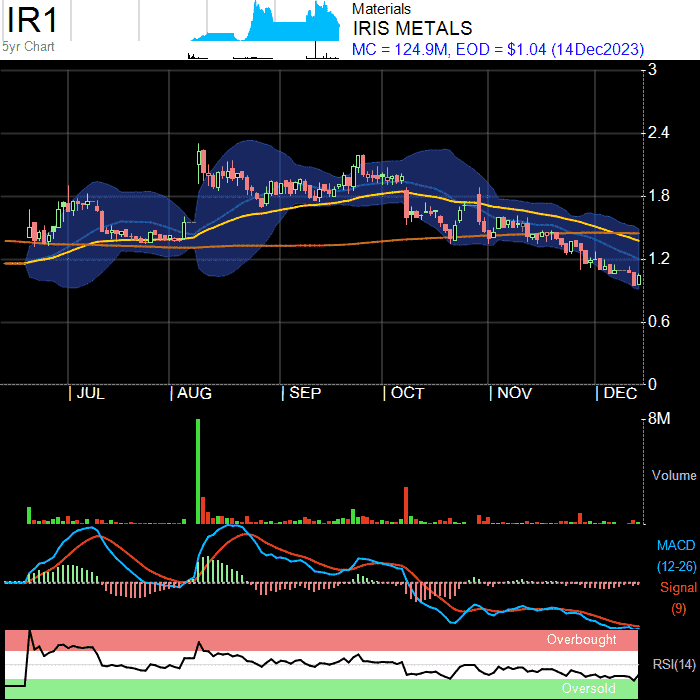 IR1
5yr Chart
Materials
IRIS METALS
MC = 124.9M, EOD = $1.04 (14Dec2023)
3
2.4
1.8
1.2
0.6
0
JUL AUG SEP OCT NOV DEC
8M
Volume
MACD
(12-26)
Signal
(9)
Overbought
RSI(14)
Oversold